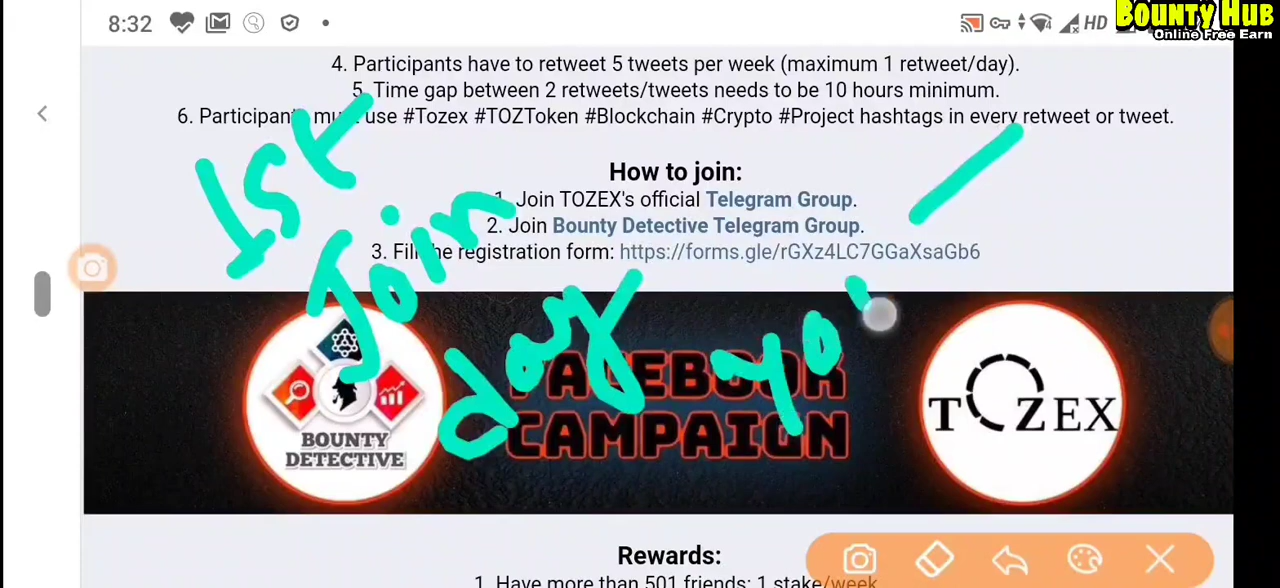 8:32
HD
BOUNTY HUB
Online Free Earn
4. Participants have to retweet 5 tweets per week (maximum 1 retweet/day).
5. Time gap between 2 retweets/tweets needs to be 10 hours minimum.
6. Participants must use #Tozex #TOZToken #Blockchain #Crypto #Project hashtags in every retweet or tweet.
How to join:
1. Join TOZEX's official Telegram Group.
2. Join Bounty Detective Telegram Group.
3. Fill the registration form: https://forms.gle/rGXz4LC7GGaXsaGb6
1st
Join
day
yo
BOUNTY
DETECTIVE
FACEBOOK
CAMPAIGN
TOZEX
Rewards:
1. Have more than 501 friends: 1 stake/week